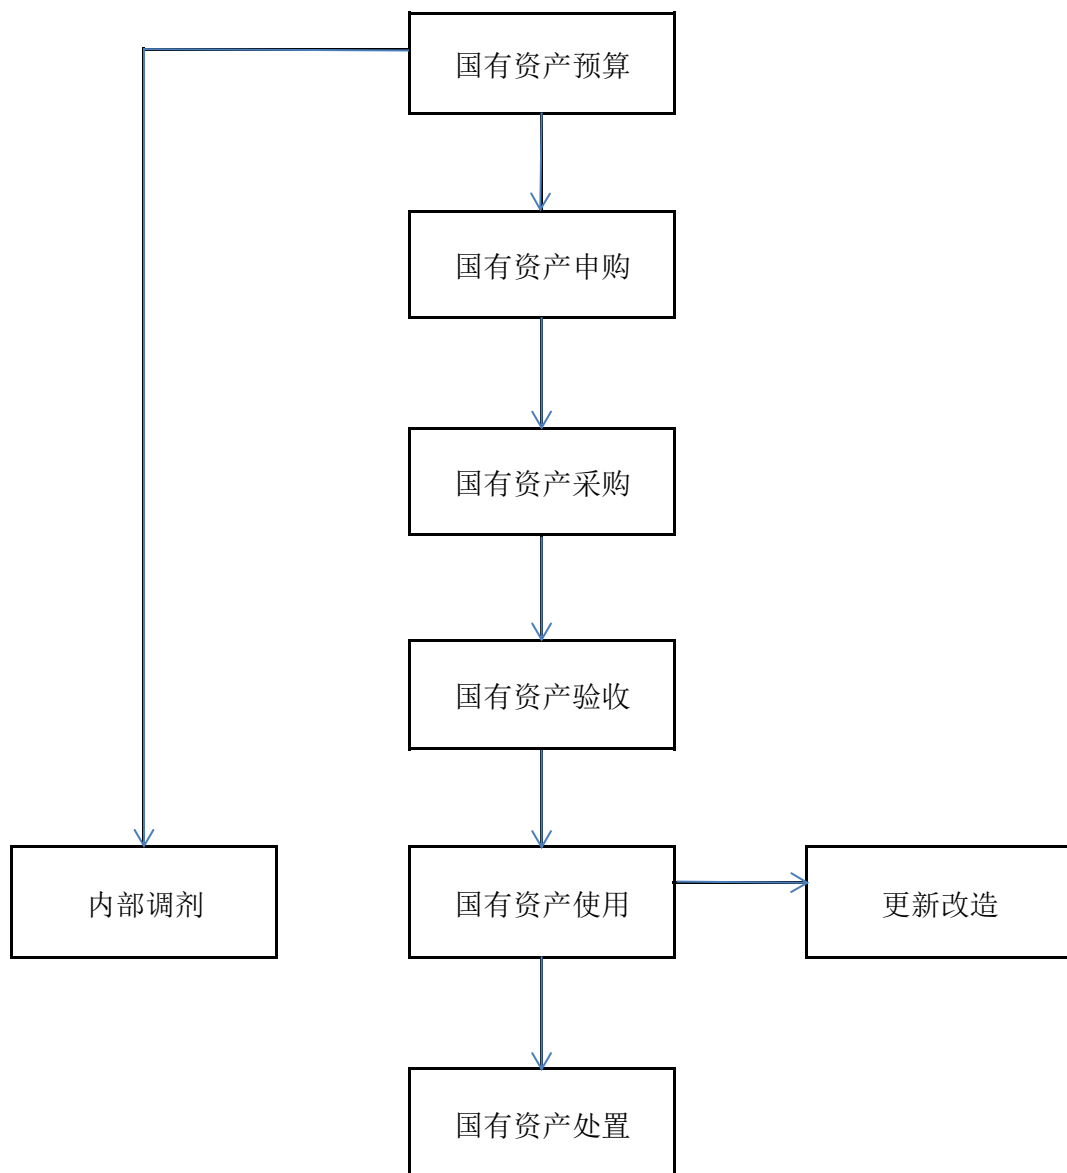 国有资产预算
国有资产申购
国有资产采购
国有资产验收
内部调剂
国有资产使用
更新改造
国有资产处置